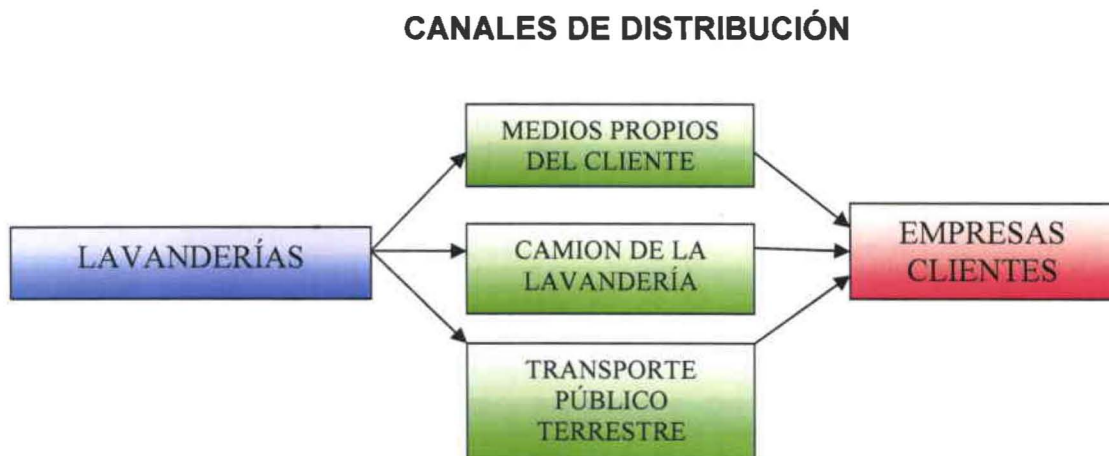 CANALES DE DISTRIBUCIÓN
MEDIOS PROPIOS
DEL CLIENTE
LAVANDERÍAS
CAMION DE LA
LAVANDERÍA
EMPRESAS
CLIENTES
TRANSPORTE
PÚBLICO
TERRESTRE